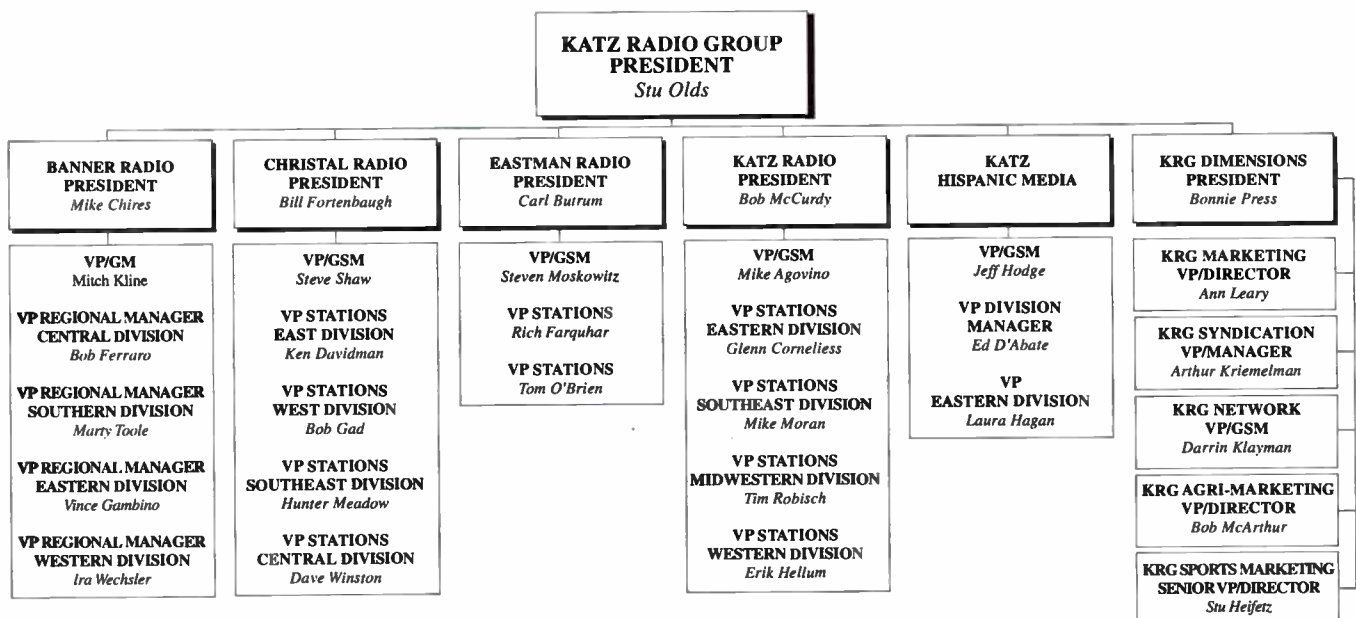 KATZ RADIO GROUP
PRESIDENT
Stu Olds
BANNER RADIO
PRESIDENT
Mike Chires
CHRISTAL RADIO
PRESIDENT
Bill Fortenbaugh
EASTMAN RADIO
PRESIDENT
Carl Butrum
KATZ RADIO
PRESIDENT
Bob McCurdy
KATZ
HISPANIC MEDIA
KRG DIMENSIONS
PRESIDENT
Bonnie Press
VP/GM
Mitch Kline
VP REGIONAL MANAGER
CENTRAL DIVISION
Bob Ferraro
VP REGIONAL MANAGER
SOUTHERN DIVISION
Marty Toole
VP REGIONAL MANAGER
EASTERN DIVISION
Vince Gambino
VP REGIONAL MANAGER
WESTERN DIVISION
Ira Wechsler
VP/GSM
Steve Shaw
VP STATIONS
EAST DIVISION
Ken Davidman
VP STATIONS
WEST DIVISION
Bob Gad
VP STATIONS
SOUTHEAST DIVISION
Hunter Meadow
VP STATIONS
CENTRAL DIVISION
Dave Winston
VP/GSM
Steven Moskowitz
VP STATIONS
Rich Farquhar
VP STATIONS
Tom O'Brien
VP/GSM
Mike Agovino
VP STATIONS
EASTERN DIVISION
Glenn Corneliess
VP STATIONS
SOUTHEAST DIVISION
Mike Moran
VP STATIONS
MIDWESTERN DIVISION
Tim Robisch
VP STATIONS
WESTERN DIVISION
Erik Hellum
VP/GSM
Jeff Hodge
VP DIVISION
MANAGER
Ed D'Abate
VP
EASTERN DIVISION
Laura Hagan
KRG MARKETING
VP/DIRECTOR
Ann Leary
KRG SYNDICATION
VP/MANAGER
Arthur Kriemelman
KRG NETWORK
VP/GSM
Darrin Klayman
KRG AGRI-MARKETING
VP/DIRECTOR
Bob McArthur
KRG SPORTS MARKETING
SENIOR VP/DIRECTOR
Stu Heifetz